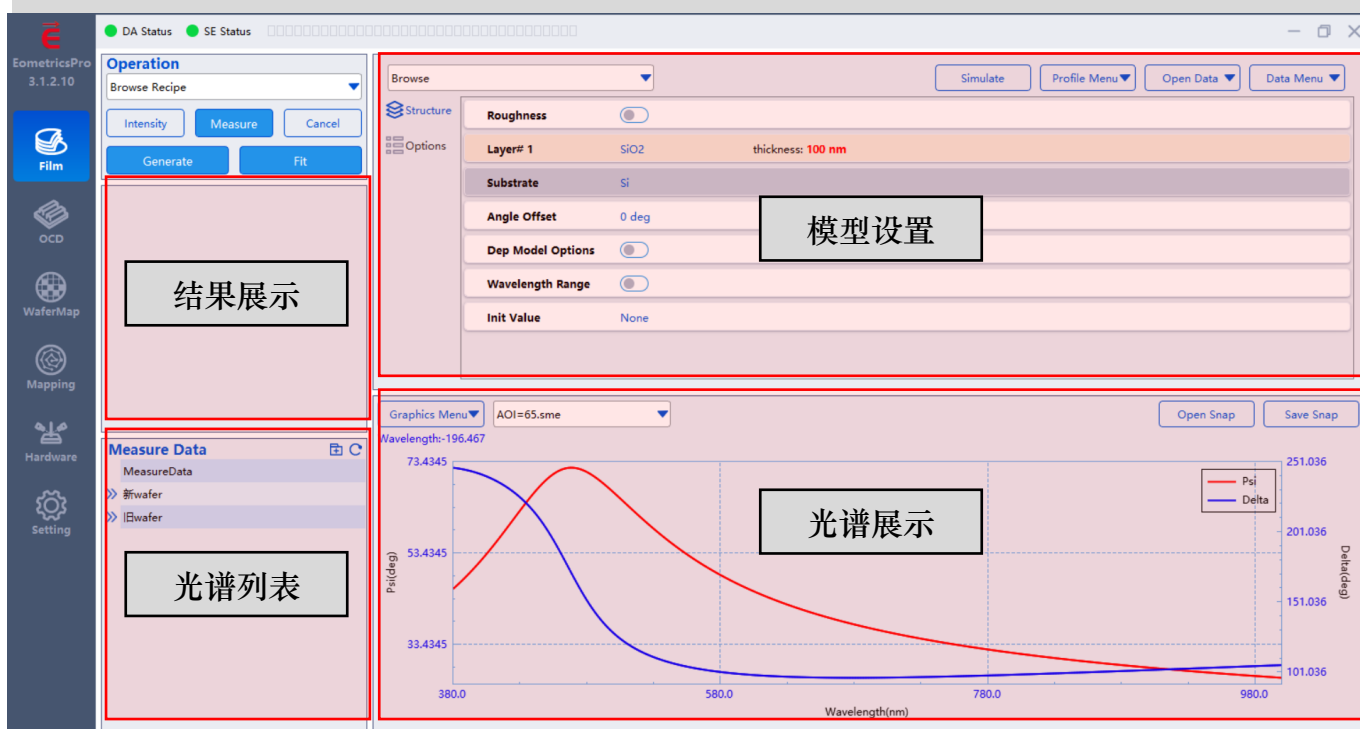 DA Status SE Status
EometricsPro
3.1.2.10
Film
OCD
WaferMap
Mapping
Hardware
Setting
Operation
Browse Recipe
Intensity Measure Cancel
Generate Fit
结果展示
Measure Data
MeasureData
新wafer
旧wafer
光谱列表
Browse Simulate Profile Menu Open Data Data Menu
Structure
Options
Roughness
Layer# 1 SiO2 thickness: 100 nm
Substrate Si
Angle Offset 0 deg
Dep Model Options
Wavelength Range
Init Value None
模型设置
Graphics Menu AOI=65.sme Open Snap Save Snap
Wavelength:-196.467
73.4345
53.4345
33.4345
Psi(deg)
Psi
Delta
光谱展示
251.036
201.036
151.036
101.036
Delta(deg)
380.0 580.0 780.0 980.0
Wavelength(nm)